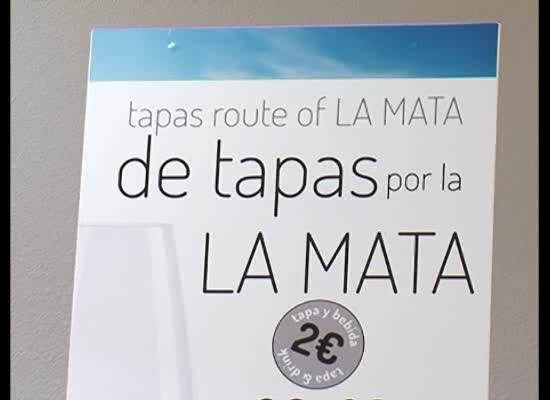 tapas route of LA MATA
de tapas por la
LA MATA
tapa y bebida
2€
tapa & drink